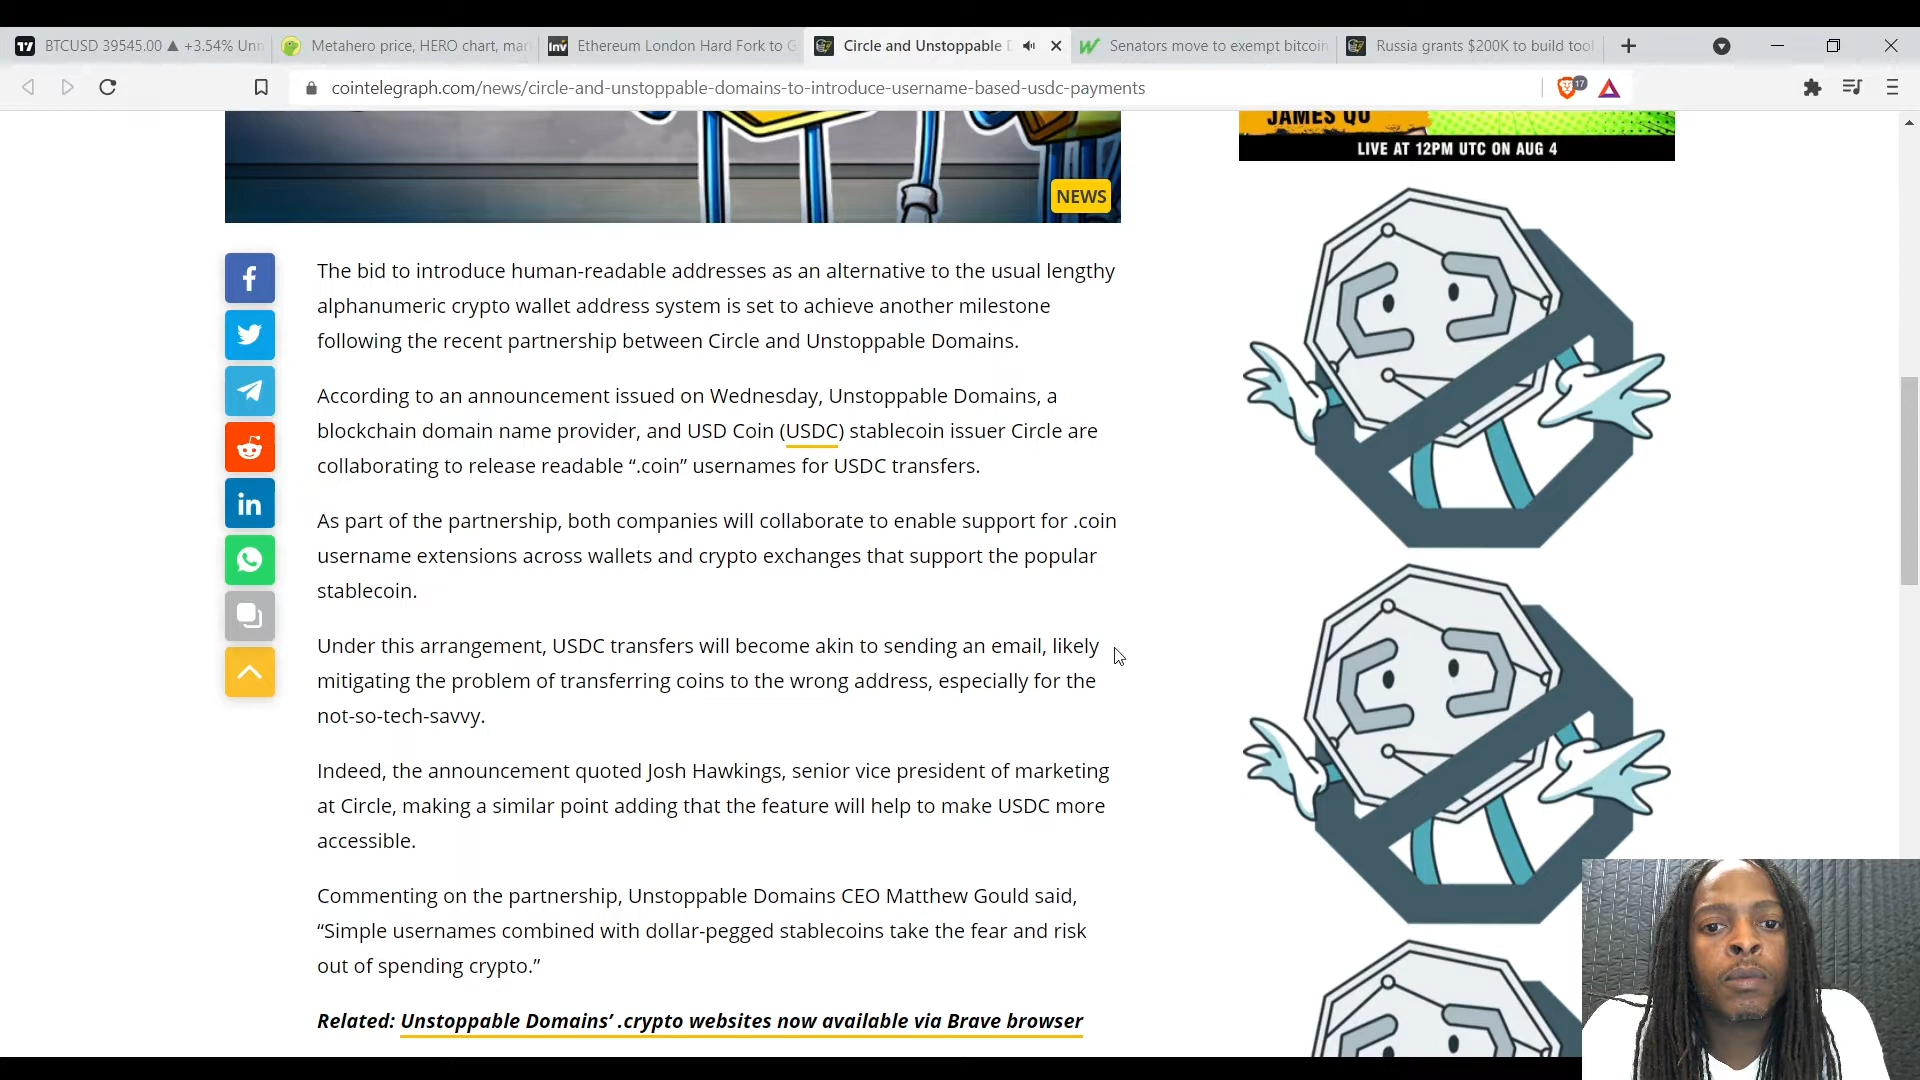 BTCUSD 39545.00 ▲ +3.54% Unn
Metahero price, HERO chart, mar
Inv
Ethereum London Hard Fork to G
Circle and Unstoppable D
Senators move to exempt bitcoin
Russia grants $200K to build tool
cointelegraph.com/news/circle-and-unstoppable-domains-to-introduce-username-based-usdc-payments
17
JAMES QU
LIVE AT 12PM UTC ON AUG 4
NEWS
The bid to introduce human-readable addresses as an alternative to the usual lengthy
alphanumeric crypto wallet address system is set to achieve another milestone
following the recent partnership between Circle and Unstoppable Domains.
According to an announcement issued on Wednesday, Unstoppable Domains, a
blockchain domain name provider, and USD Coin (USDC) stablecoin issuer Circle are
collaborating to release readable “.coin” usernames for USDC transfers.
As part of the partnership, both companies will collaborate to enable support for .coin
username extensions across wallets and crypto exchanges that support the popular
stablecoin.
Under this arrangement, USDC transfers will become akin to sending an email, likely
mitigating the problem of transferring coins to the wrong address, especially for the
not-so-tech-savvy.
Indeed, the announcement quoted Josh Hawkings, senior vice president of marketing
at Circle, making a similar point adding that the feature will help to make USDC more
accessible.
Commenting on the partnership, Unstoppable Domains CEO Matthew Gould said,
“Simple usernames combined with dollar-pegged stablecoins take the fear and risk
out of spending crypto.”
Related: Unstoppable Domains’ .crypto websites now available via Brave browser